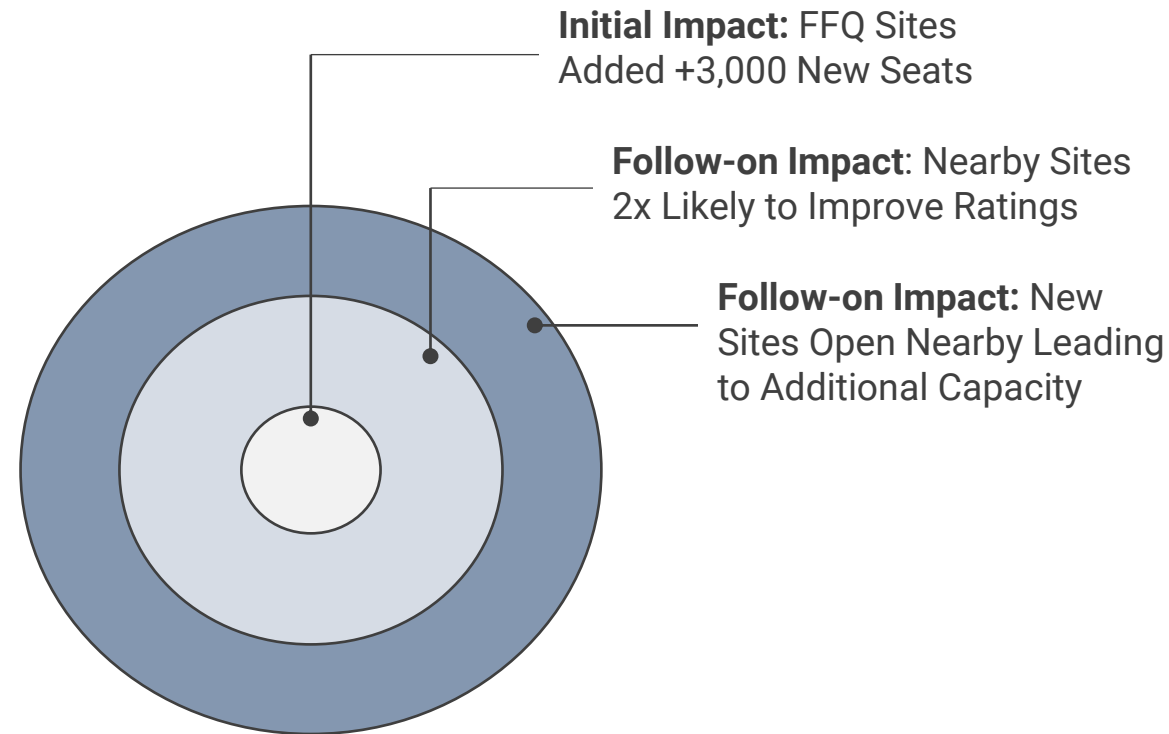 Initial Impact: FFQ Sites
Added +3,000 New Seats
Follow-on Impact: Nearby Sites
2x Likely to Improve Ratings
Follow-on Impact: New
Sites Open Nearby Leading
to Additional Capacity